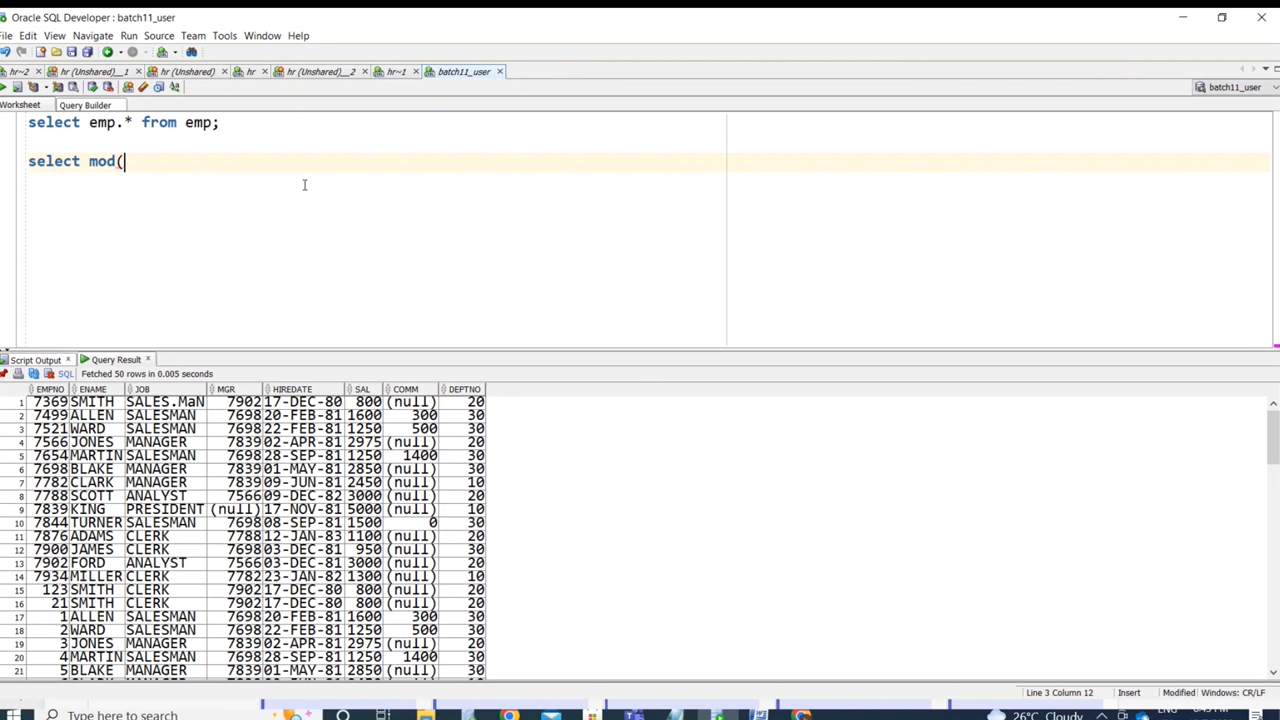 Oracle SQL Developer : batch11_user
File Edit View Navigate Run Source Team Tools Window Help
hr~2 hr (Unshared)__1 hr (Unshared) hr hr (Unshared)__2 hr~1 batch11_user
batch11_user
Worksheet Query Builder
select emp.* from emp;
select mod(
Script Output Query Result
SQL Fetched 50 rows in 0.005 seconds
EMPNO ENAME JOB MGR HIREDATE SAL COMM DEPTNO
1 7369 SMITH SALES.MaN 7902 17-DEC-80 800 (null) 20
2 7499 ALLEN SALESMAN 7698 20-FEB-81 1600 300 30
3 7521 WARD SALESMAN 7698 22-FEB-81 1250 500 30
4 7566 JONES MANAGER 7839 02-APR-81 2975 (null) 20
5 7654 MARTIN SALESMAN 7698 28-SEP-81 1250 1400 30
6 7698 BLAKE MANAGER 7839 01-MAY-81 2850 (null) 30
7 7782 CLARK MANAGER 7839 09-JUN-81 2450 (null) 10
8 7788 SCOTT ANALYST 7566 09-DEC-82 3000 (null) 20
9 7839 KING PRESIDENT (null) 17-NOV-81 5000 (null) 10
10 7844 TURNER SALESMAN 7698 08-SEP-81 1500 0 30
11 7876 ADAMS CLERK 7788 12-JAN-83 1100 (null) 20
12 7900 JAMES CLERK 7698 03-DEC-81 950 (null) 30
13 7902 FORD ANALYST 7566 03-DEC-81 3000 (null) 20
14 7934 MILLER CLERK 7782 23-JAN-82 1300 (null) 10
15 123 SMITH CLERK 7902 17-DEC-80 800 (null) 20
16 21 SMITH CLERK 7902 17-DEC-80 800 (null) 20
17 1 ALLEN SALESMAN 7698 20-FEB-81 1600 300 30
18 2 WARD SALESMAN 7698 22-FEB-81 1250 500 30
19 3 JONES MANAGER 7839 02-APR-81 2975 (null) 20
20 4 MARTIN SALESMAN 7698 28-SEP-81 1250 1400 30
21 5 BLAKE MANAGER 7839 01-MAY-81 2850 (null) 30
Line 3 Column 12 Insert Modified Windows: CR/LF
Type here to search 26°C Cloudy ENG